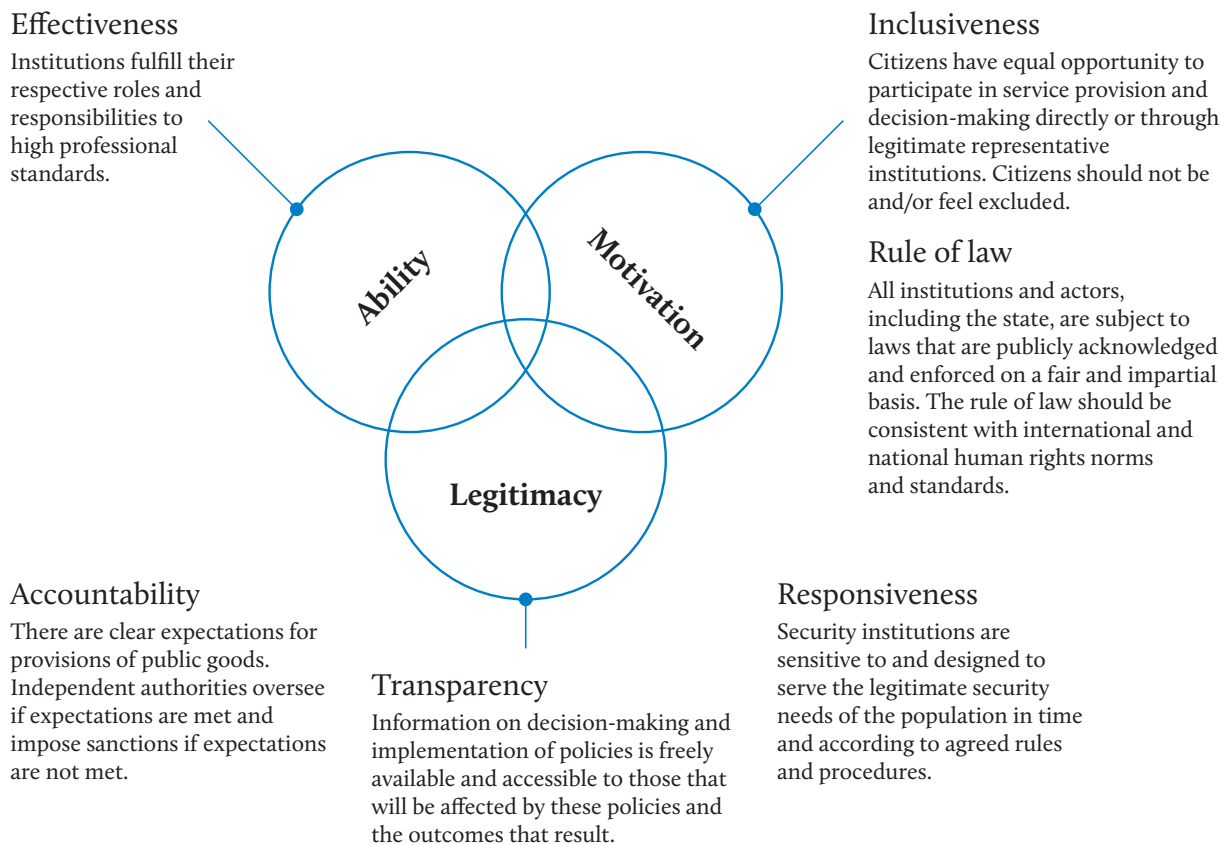 Effectiveness
Institutions fulfill their
respective roles and
responsibilities to
high professional
standards.
Inclusiveness
Citizens have equal opportunity to
participate in service provision and
decision-making directly or through
legitimate representative
institutions. Citizens should not be
and/or feel excluded.
Rule of law
All institutions and actors,
including the state, are subject to
laws that are publicly acknowledged
and enforced on a fair and impartial
basis. The rule of law should be
consistent with international and
national human rights norms
and standards.
Ability
Motivation
Legitimacy
Accountability
There are clear expectations for
provisions of public goods.
Independent authorities oversee
if expectations are met and
impose sanctions if expectations
are not met.
Transparency
Information on decision-making and
implementation of policies is freely
available and accessible to those that
will be affected by these policies and
the outcomes that result.
Responsiveness
Security institutions are
sensitive to and designed to
serve the legitimate security
needs of the population in time
and according to agreed rules
and procedures.